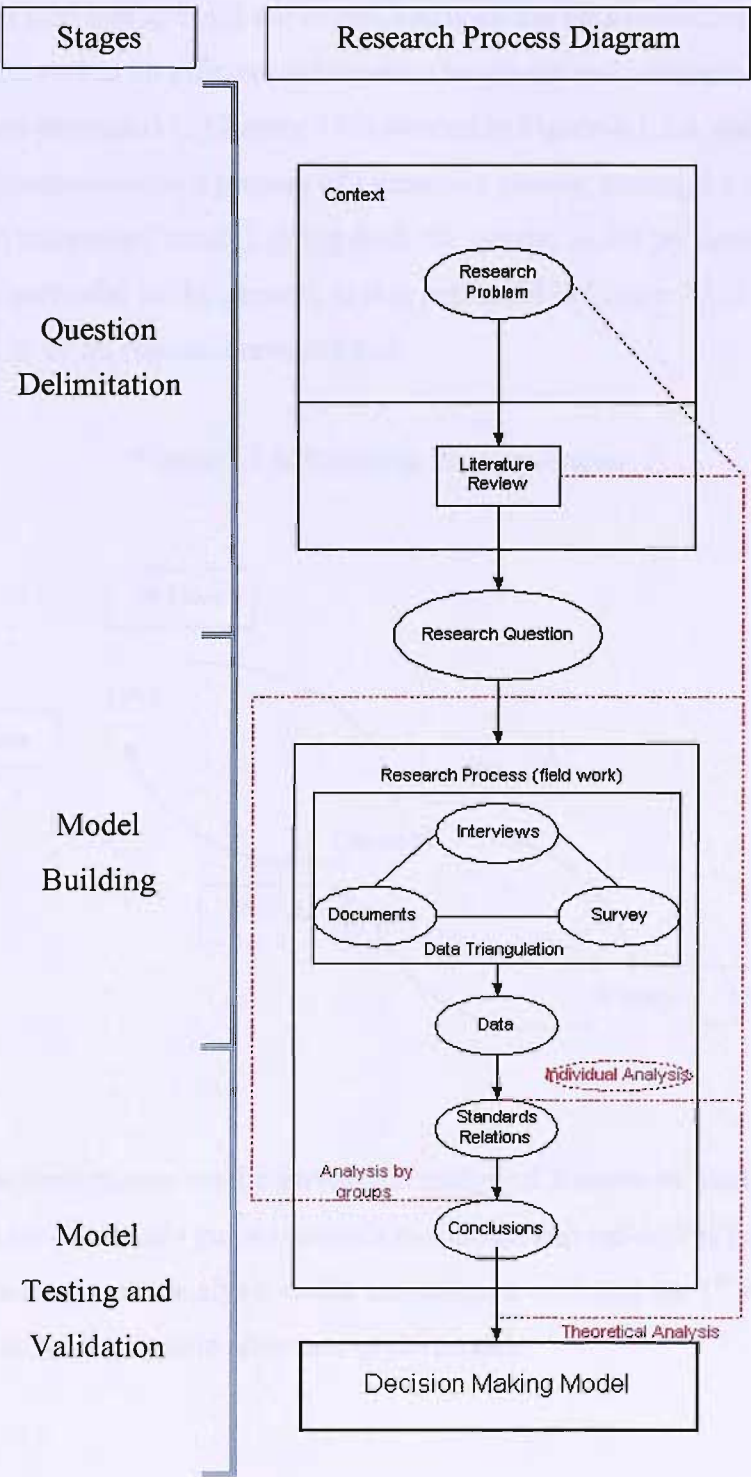 Stages
Research Process Diagram
Context
Research
Problem
Question
Delimitation
Literature
Review
Research Question
Research Process (field work)
Interviews
Model
Building
Documents
Survey
Data Triangulation
Data
Individual Analysis
Standards
Relations
Analysis by
groups
Conclusions
Model
Testing and
Validation
Theoretical Analysis
Decision Making Model